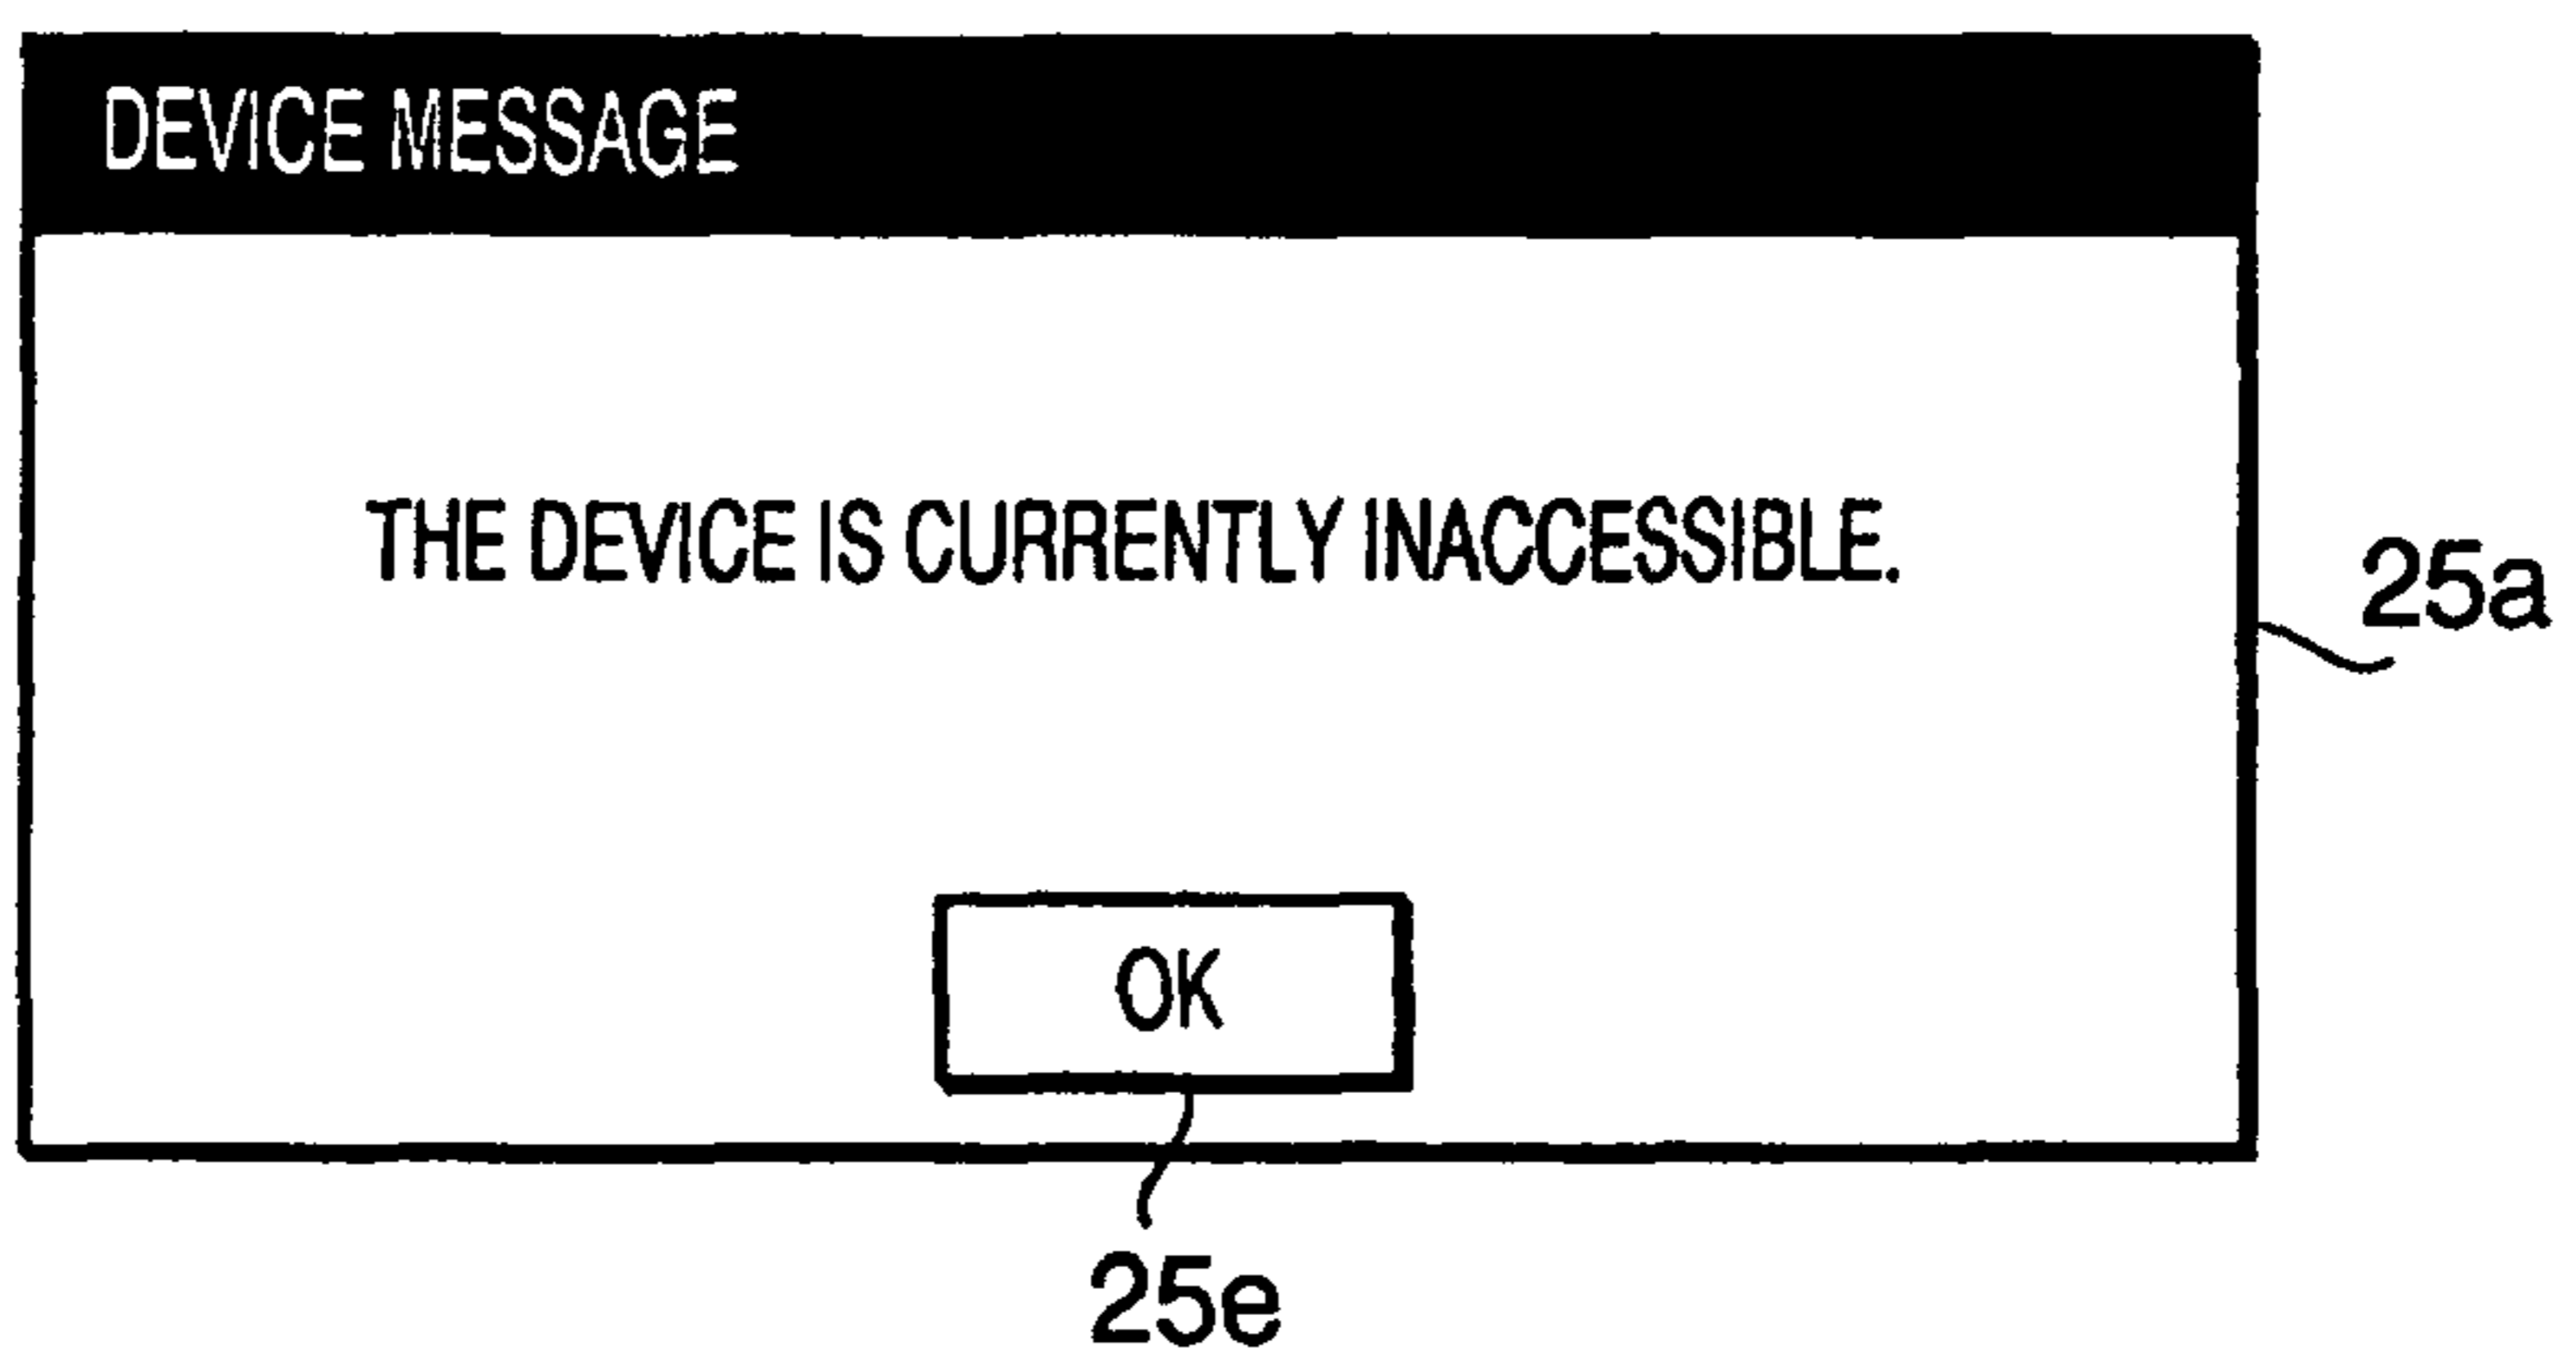 DEVICE MESSAGE
THE DEVICE IS CURRENTLY INACCESSIBLE.
25a
OK
25e